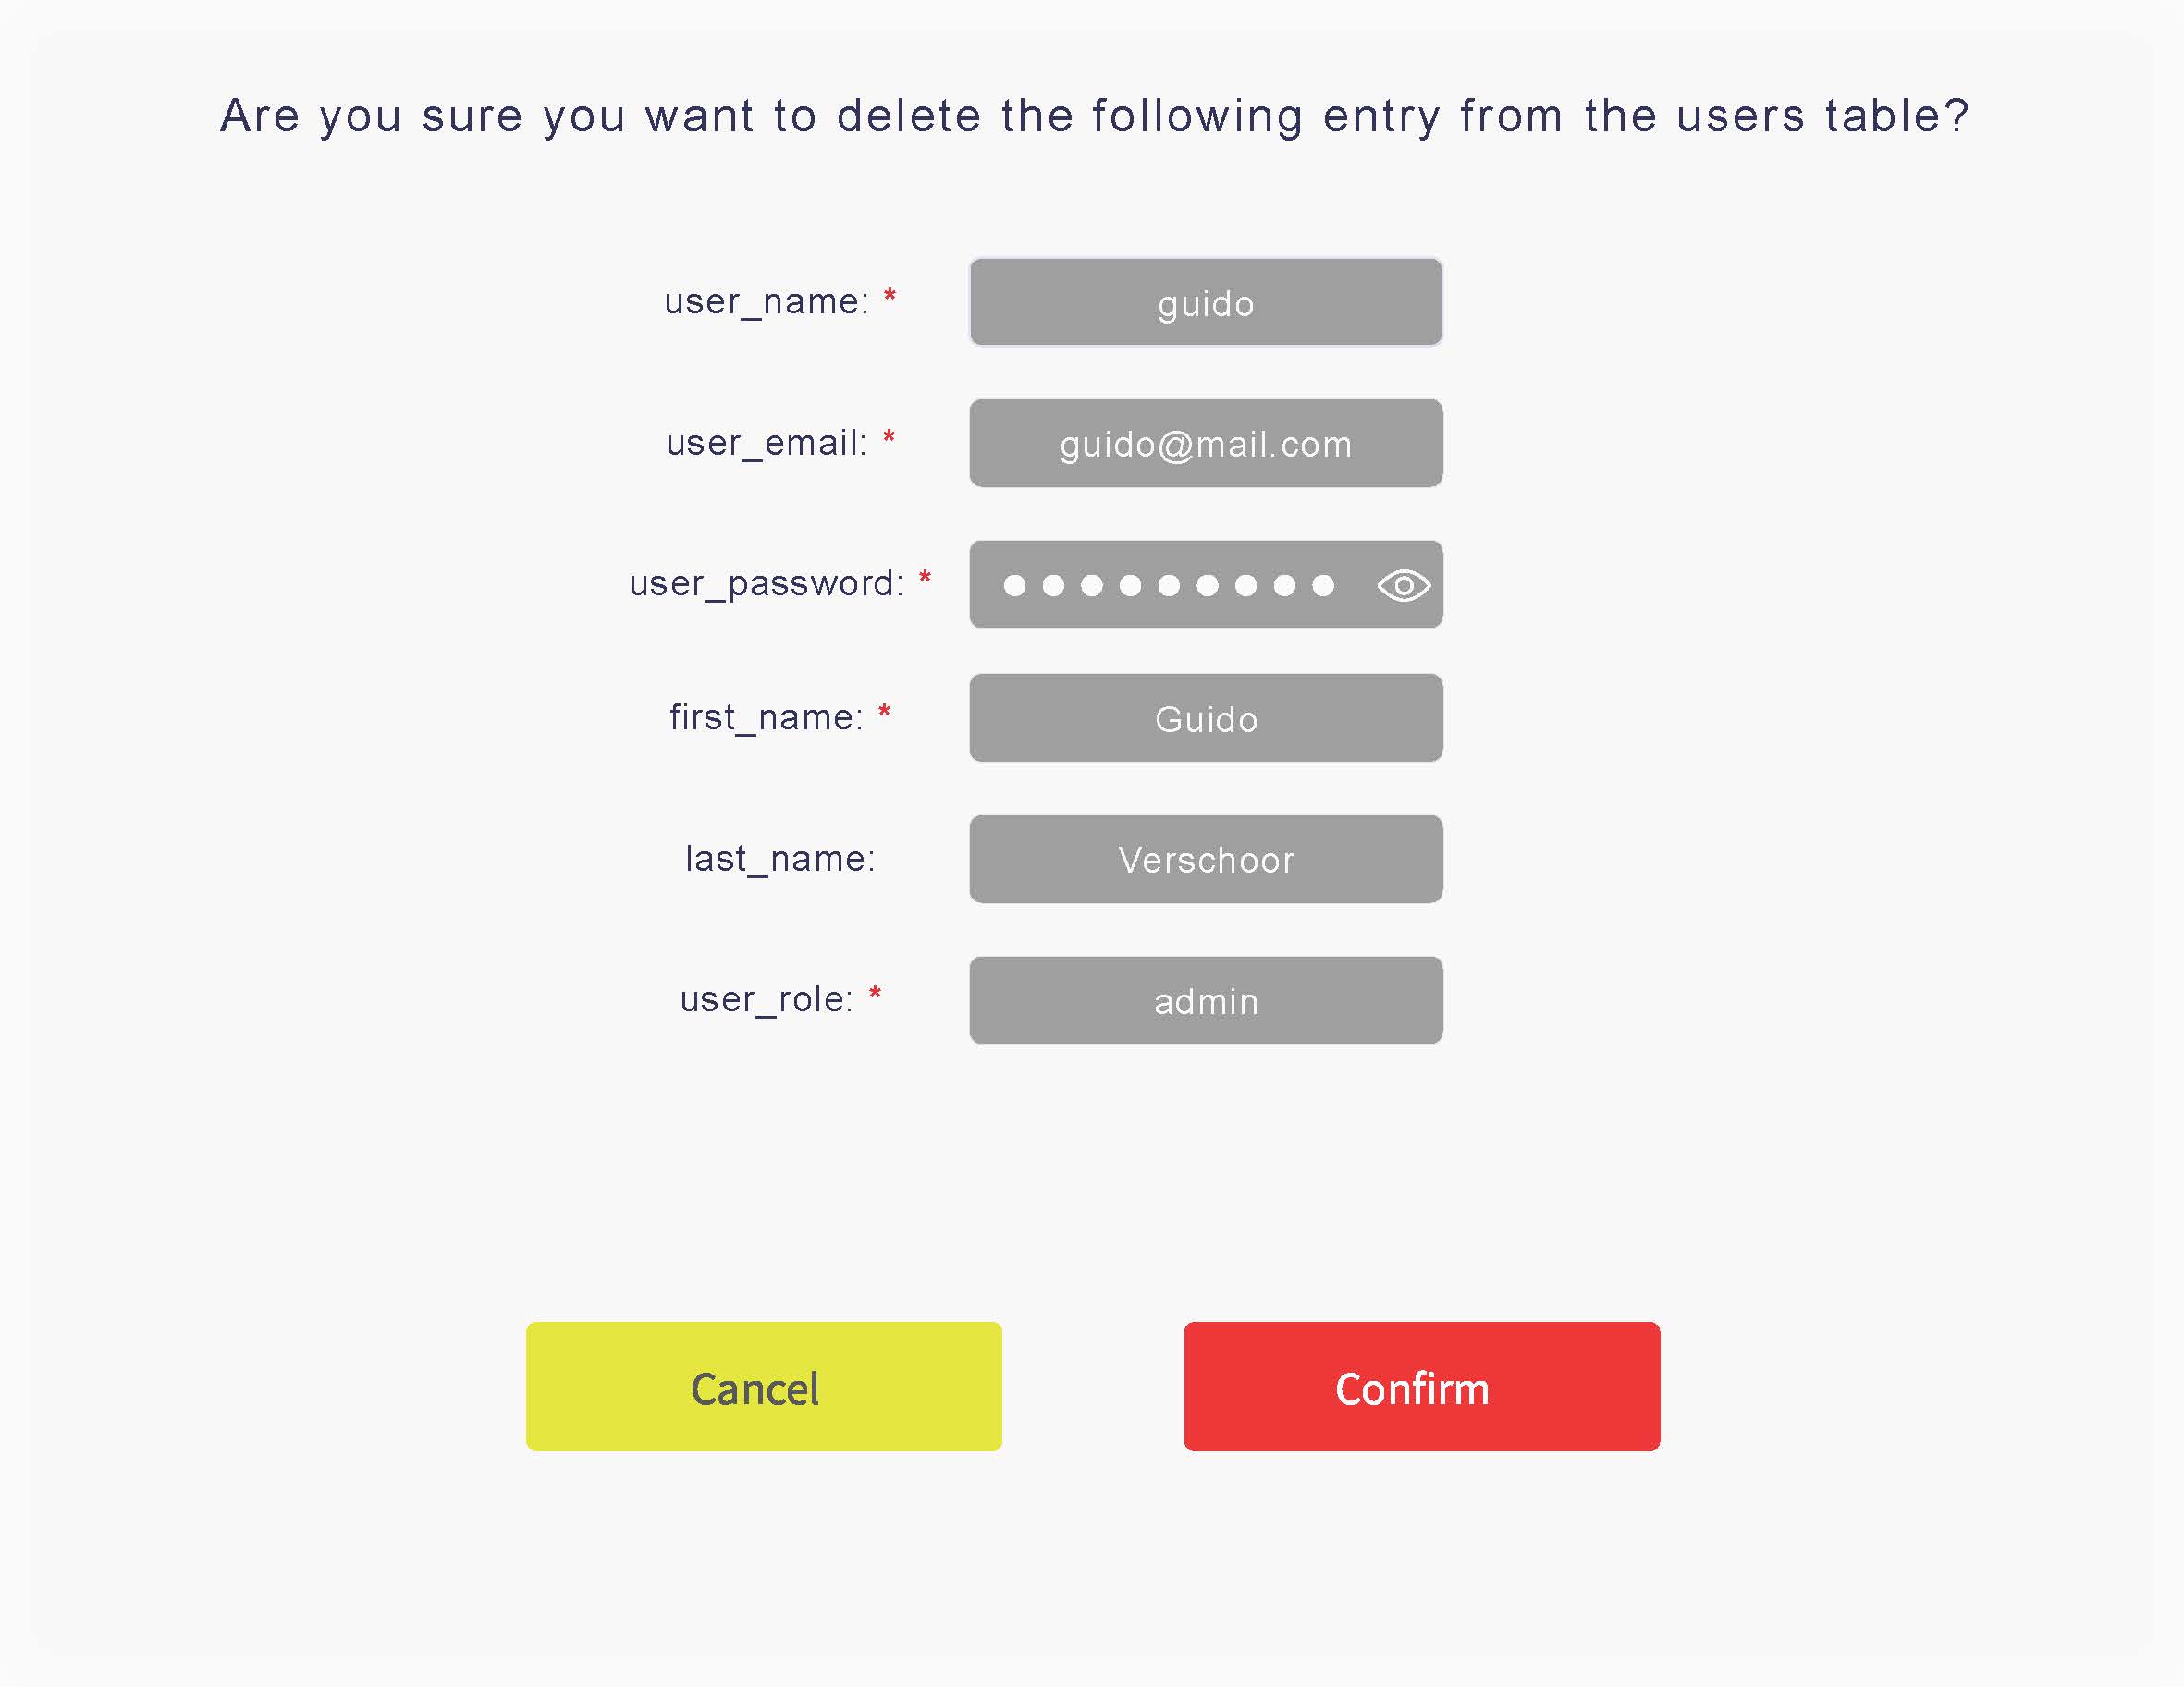 Are you sure you want to delete the following entry from the users table?
user_name: * guido
user_email: * guido@mail.com
user_password: * ●●●●●●●●●
first_name: * Guido
last_name: Verschoor
user_role: * admin
Cancel Confirm